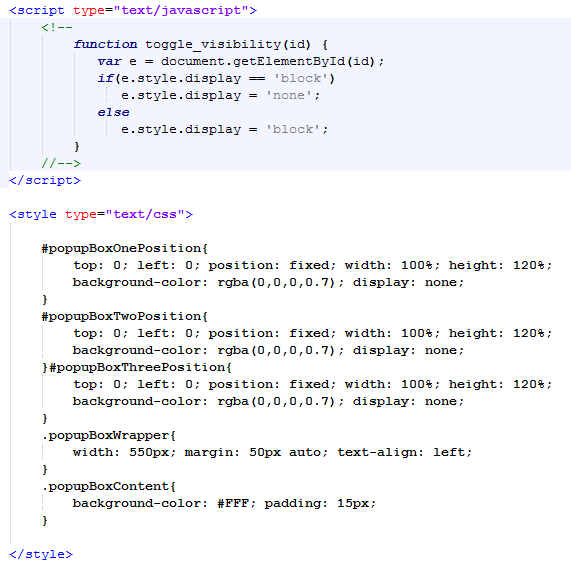 <script type="text/javascript">
<!--
function toggle_visibility(id) {
var e = document.getElementById(id);
if(e.style.display == 'block')
e.style.display = 'none';
else
e.style.display = 'block';
}
//-->
</script>
<style type="text/css">
#popupBoxOnePosition{
top: 0; left: 0; position: fixed; width: 100%; height: 120%;
background-color: rgba(0,0,0,0.7); display: none;
}
#popupBoxTwoPosition{
top: 0; left: 0; position: fixed; width: 100%; height: 120%;
background-color: rgba(0,0,0,0.7); display: none;
}#popupBoxThreePosition{
top: 0; left: 0; position: fixed; width: 100%; height: 120%;
background-color: rgba(0,0,0,0.7); display: none;
}
.popupBoxWrapper{
width: 550px; margin: 50px auto; text-align: left;
}
.popupBoxContent{
background-color: #FFF; padding: 15px;
}
</style>